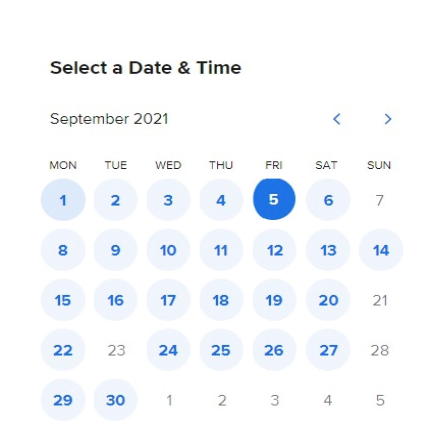 Select a Date & Time
September 2021
MON TUE WED THU FRI SAT SUN
1 2 3 4 5 6 7
8 9 10 11 12 13 14
15 16 17 18 19 20 21
22 23 24 25 26 27 28
29 30 1 2 3 4 5